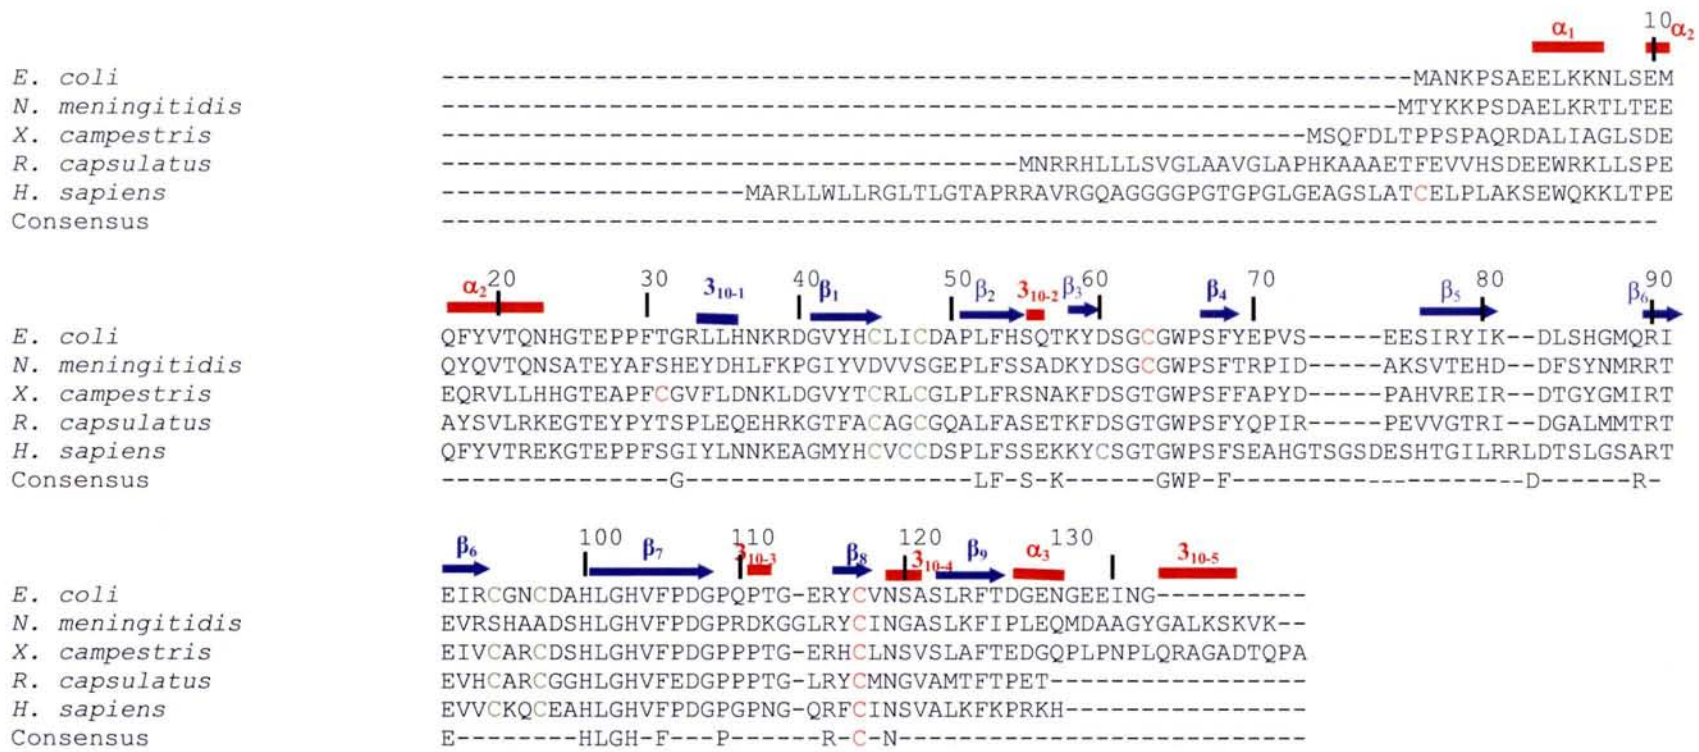 10
α1 α2
E. coli ---------------------------------------------------------------MANKPSAEELKKNLSEM
N. meningitidis --------------------------------------------------------------MTYKKPSDAELKRTLTEE
X. campestris --------------------------------------------------------MSQFDLTPPSPAQRDALIAGLSDE
R. capsulatus -------------------------------------MNRRHLLLSVGLAAVGLAPHKAAAETFEVVHSDEEWRKLLSPE
H. sapiens --------------------MARLLWLLRGLTLGTAPRRAVRGQAGGGGPGTGPGLGEAGSLATCELPLAKSEWQKKLTPE
Consensus -------------------------------------------------------------------------------
20 30 40 50 60 70 80 90
α2 310-1 β1 β2 310-2 β3 β4 β5 β6
E. coli QFYVTQNHGTEPPFTGRLLHNKRDGVYHCLICDAPLFHSQTKYDSGCGWPSFYEPVS-----EESIRYIK--DLSHGMQRI
N. meningitidis QYQVTQNSATEYAFSHEYDHLFKPGIYVDVVSGEPLFSSADKYDSGCGWPSFTRPID-----AKSVTEHD--DFSYNMRRT
X. campestris EQRVLLHHGTEAPFCGVFLDNKLDGVYTCRLCGLPLFRSNAKFDSGTGWPSFFAPYD-----PAHVREIR--DTGYGMIRT
R. capsulatus AYSVLRKEGTEYPYTSPLEQEHRKGTFACAGCGQALFASETKFDSGTGWPSFYQPIR-----PEVVGTRI--DGALMMTRT
H. sapiens QFYVTREKGTEPPFSGIYLNNKEAGMYHCVCCDSPLFSSEKKYCSGTGWPSFSEAHGTSGSDESHTGILRRLDTSLGSART
Consensus ---------------G-------------------LF-S-K------GWP-F-------------------D------R-
100 110 120 130
β6 β7 310-3 β8 310-4 β9 α3 310-5
E. coli EIRCGNCDAHLGHVFPDGPQPTG-ERYCVNSASLRFTDGENGEEING----------
N. meningitidis EVRSHAADSHLGHVFPDGPRDKGGLRYCINGASLKFIPLEQMDAAGYGALKSKVK--
X. campestris EIVCARCDSHLGHVFPDGPPPTG-ERHCLNSVSLAFTEDGQPLPNPLQRAGADTQPA
R. capsulatus EVHCARCGGHLGHVFEDGPPPTG-LRYCMNGVAMTFTPET-----------------
H. sapiens EVVCKQCEAHLGHVFPDGPGPNG-QRFCINSVALKFKPRKH----------------
Consensus E--------HLGH-F---P------R-C-N---------------------------